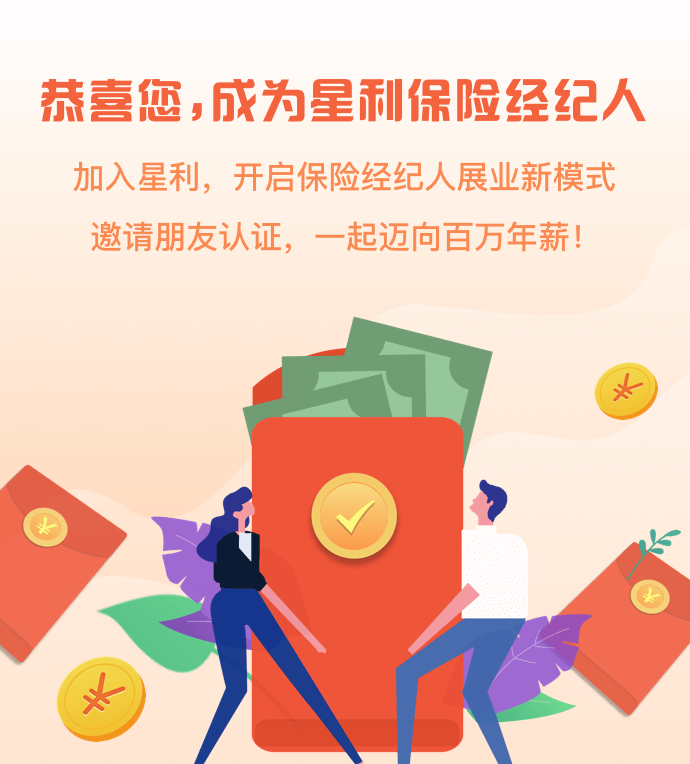 恭喜您,成为星利保险经纪人
加入星利，开启保险经纪人展业新模式
邀请朋友认证，一起迈向百万年薪！